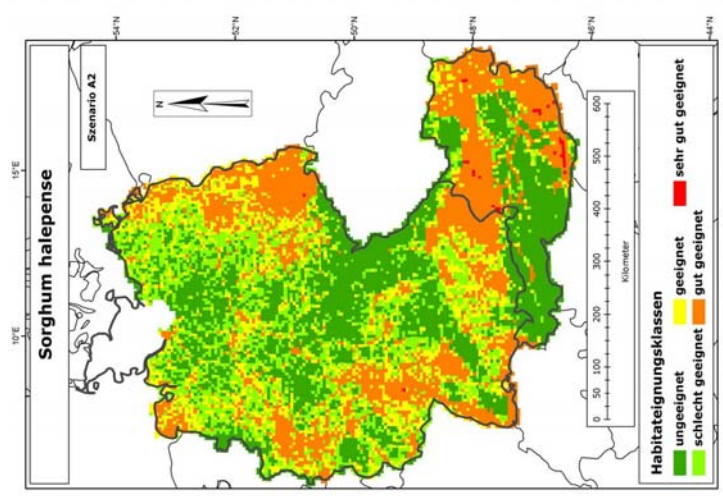 Sorghum halepense
Szenario A2
N
10°E
15°E
54°N
52°N
50°N
48°N
46°N
44°N
0 50 100 200 300 400 500 600
Kilometer
Habitateignungsklassen
ungeeignet
geeignet
sehr gut geeignet
schlecht geeignet
gut geeignet